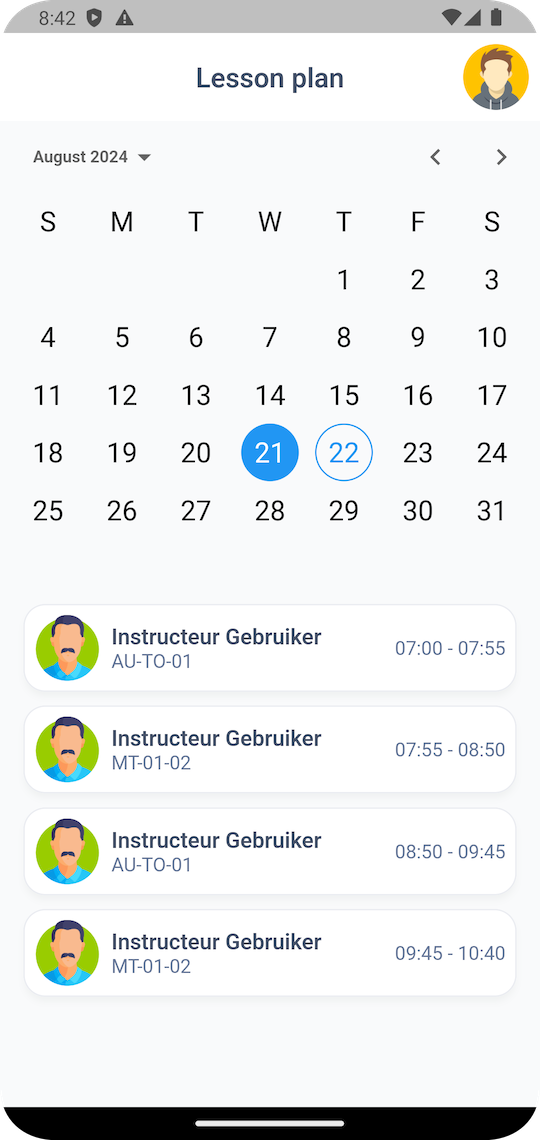 8:42
Lesson plan
August 2024
S M T W T F S
1 2 3
4 5 6 7 8 9 10
11 12 13 14 15 16 17
18 19 20 21 22 23 24
25 26 27 28 29 30 31
Instructeur Gebruiker
AU-TO-01
07:00 - 07:55
Instructeur Gebruiker
MT-01-02
07:55 - 08:50
Instructeur Gebruiker
AU-TO-01
08:50 - 09:45
Instructeur Gebruiker
MT-01-02
09:45 - 10:40